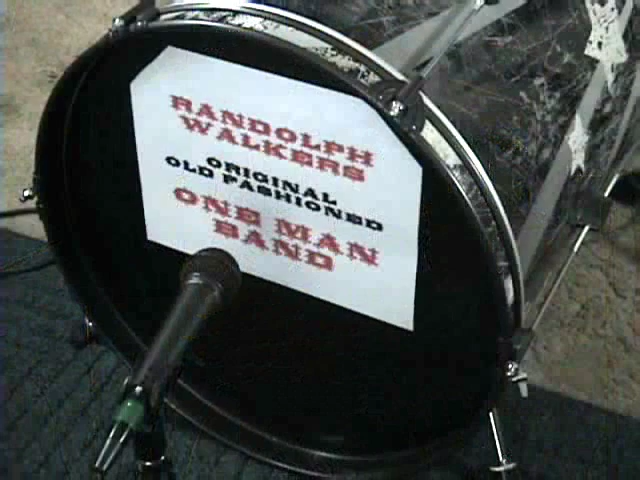 RANDOLPH
WALKERS
ORIGINAL
OLD FASHIONED
ONE MAN
BAND